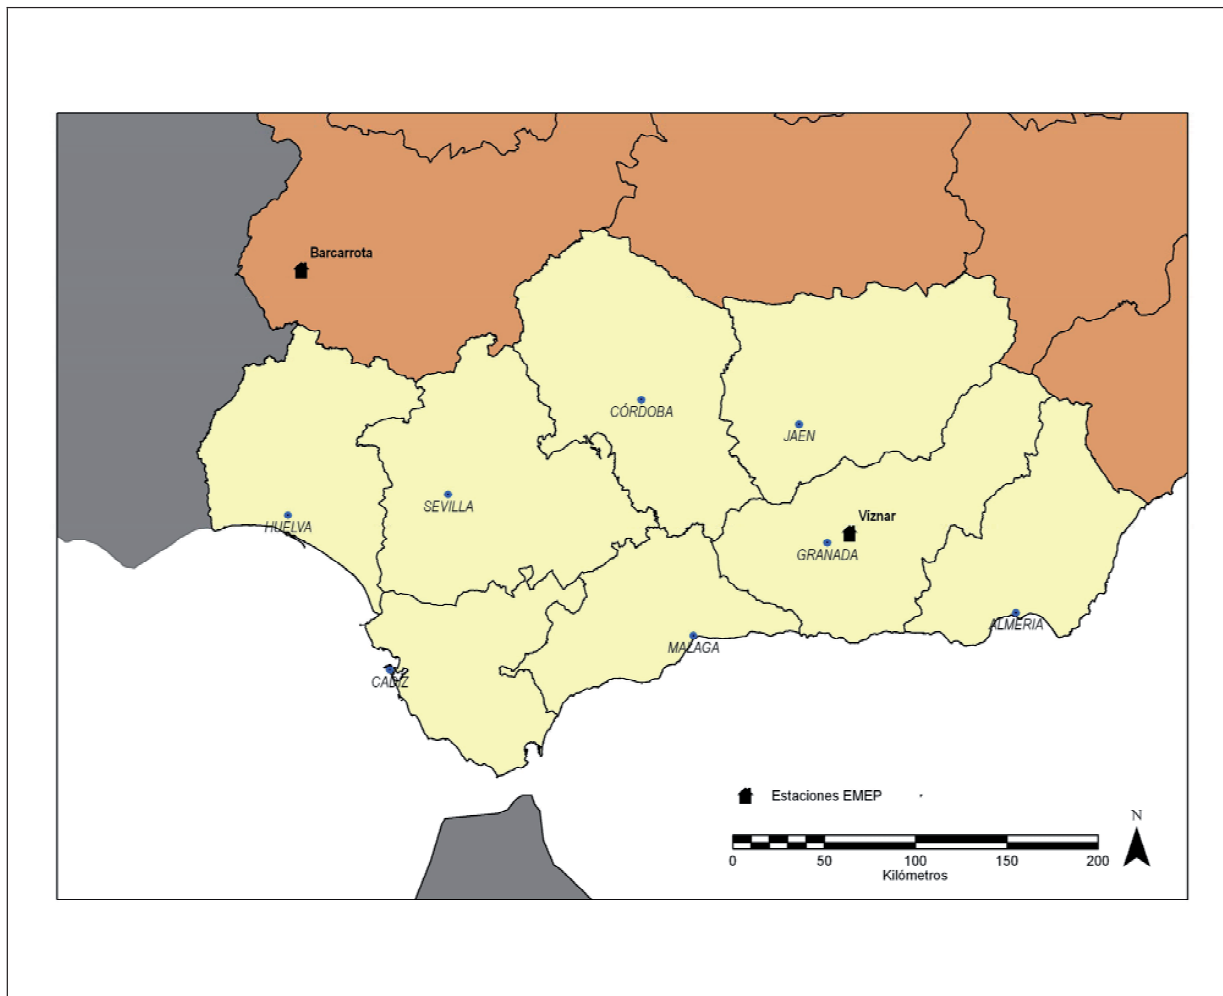 Barcarrota
CÓRDOBA
JAEN
SEVILLA
HUELVA
Viznar
GRANADA
ALMERIA
MALAGA
CADIZ
Estaciones EMEP
N
0 50 100 150 200
Kilómetros